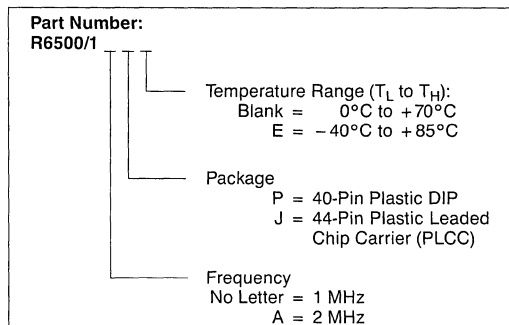 Part Number:
R6500/1 _ _ _
Temperature Range (TL to TH):
Blank = 0°C to +70°C
E = –40°C to +85°C
Package
P = 40-Pin Plastic DIP
J = 44-Pin Plastic Leaded
Chip Carrier (PLCC)
Frequency
No Letter = 1 MHz
A = 2 MHz